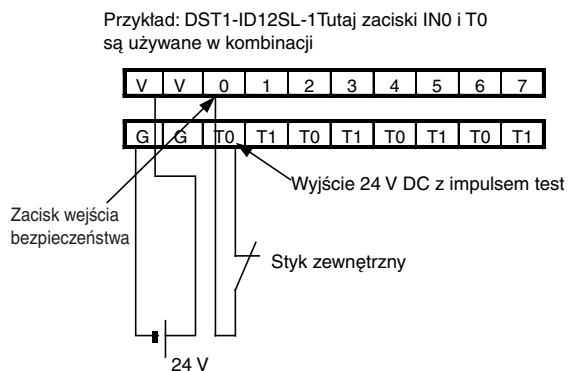 Przykład: DST1-ID12SL-1Tutaj zaciski IN0 i T0
są używane w kombinacji
V V 0 1 2 3 4 5 6 7
G G T0 T1 T0 T1 T0 T1 T0 T1
Wyjście 24 V DC z impulsem test
Zacisk wejścia
bezpieczeństwa
Styk zewnętrzny
24 V